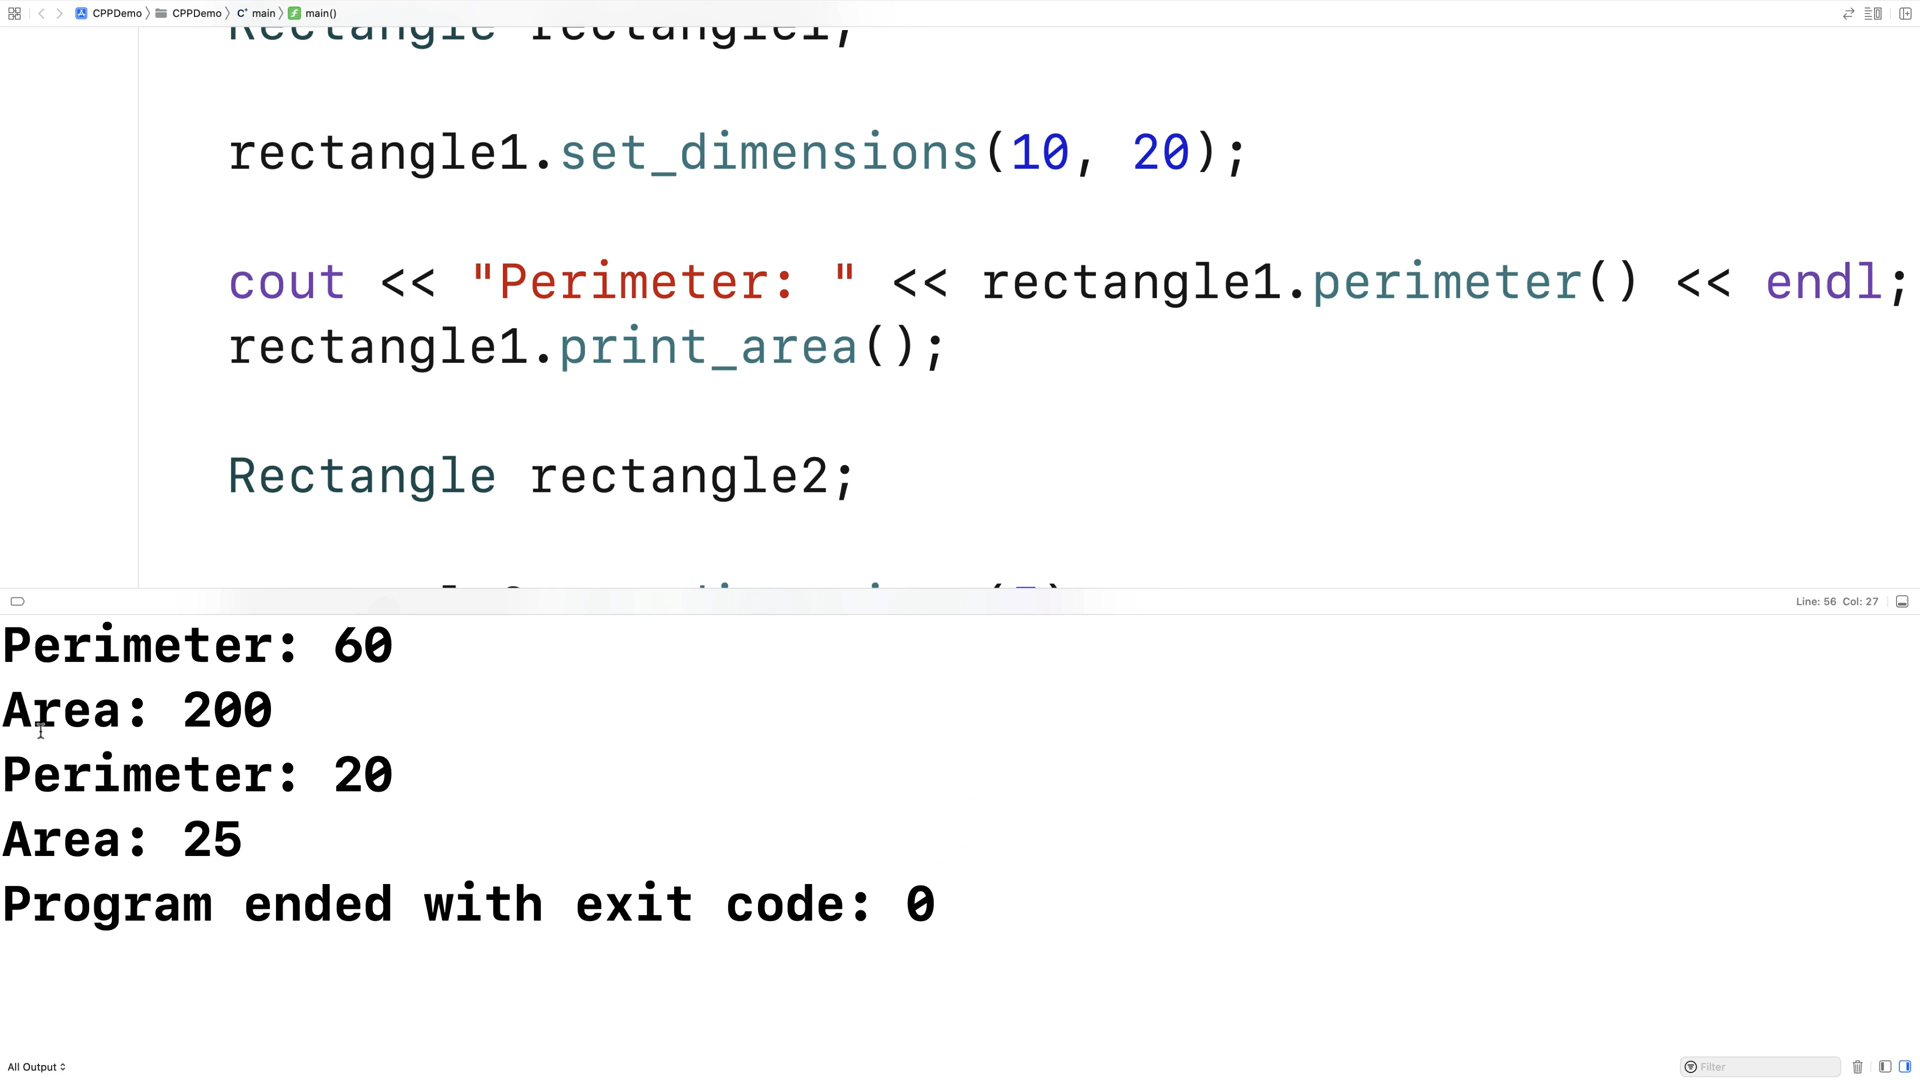 CPPDemo CPPDemo C+ main main()
Rectangle rectangle1;
rectangle1.set_dimensions(10, 20);
cout << "Perimeter: " << rectangle1.perimeter() << endl;
rectangle1.print_area();
Rectangle rectangle2;
Line: 56 Col: 27
Perimeter: 60
Area: 200
Perimeter: 20
Area: 25
Program ended with exit code: 0
All Output
Filter